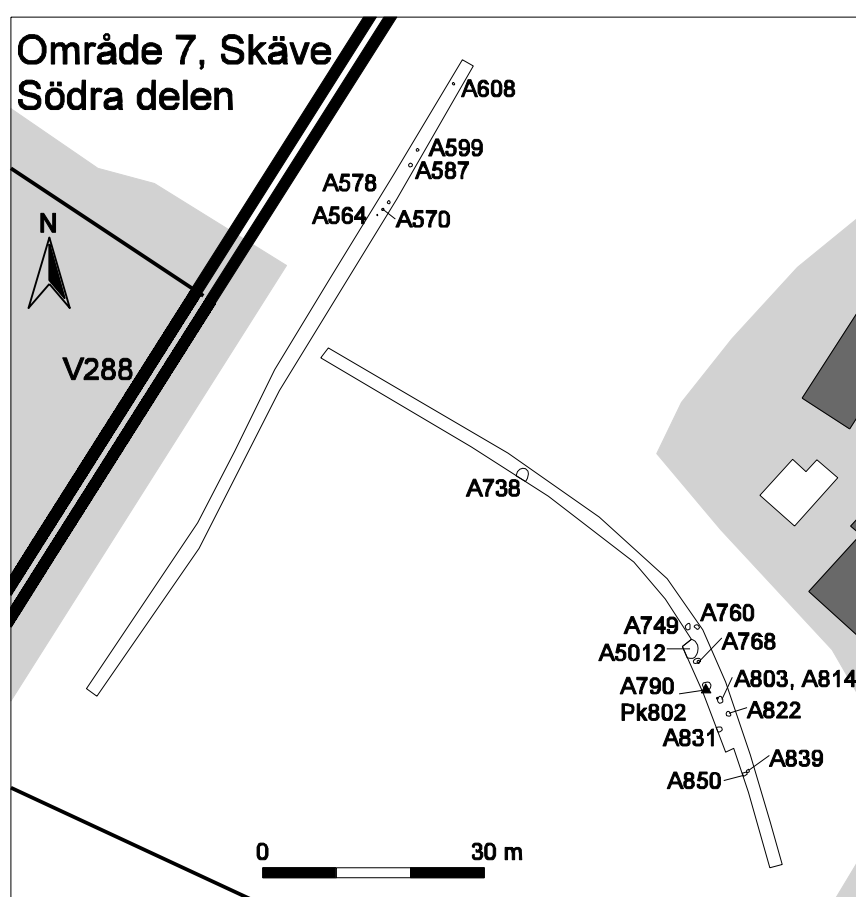 Område 7, Skäve
Södra delen
A608
A599
A587
A578
A564
A570
N
V288
A738
A749
A760
A5012
A768
A790
A803, A814
Pk802
A822
A831
A839
A850
0 30 m